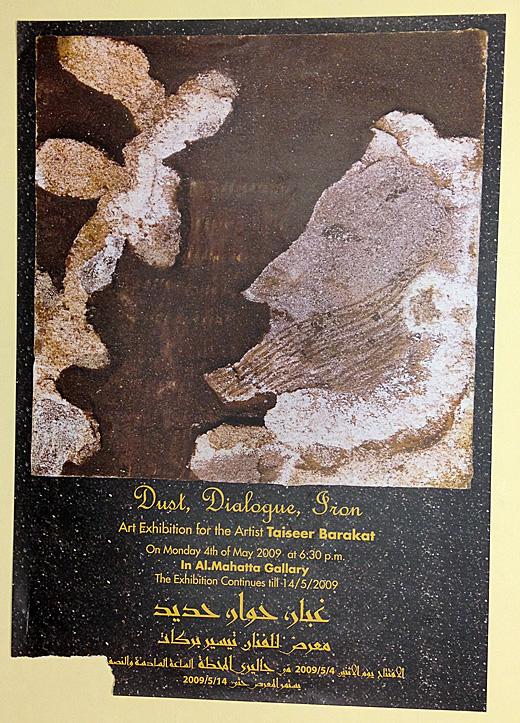 Dust, Dialogue, Iron
Art Exhibition for the Artist Taiseer Barakat
On Monday 4th of May 2009 at 6:30 p.m.
In Al.Mahatta Gallary
The Exhibition Continues till 14/5/2009
غبار، حوار، حديد
معرض للفنان تيسير بركات
الافتتاح يوم الاثنين 2009/5/4 في جاليري المحطة الساعة السادسة والنصف
يستمر المعرض حتى 2009/5/14